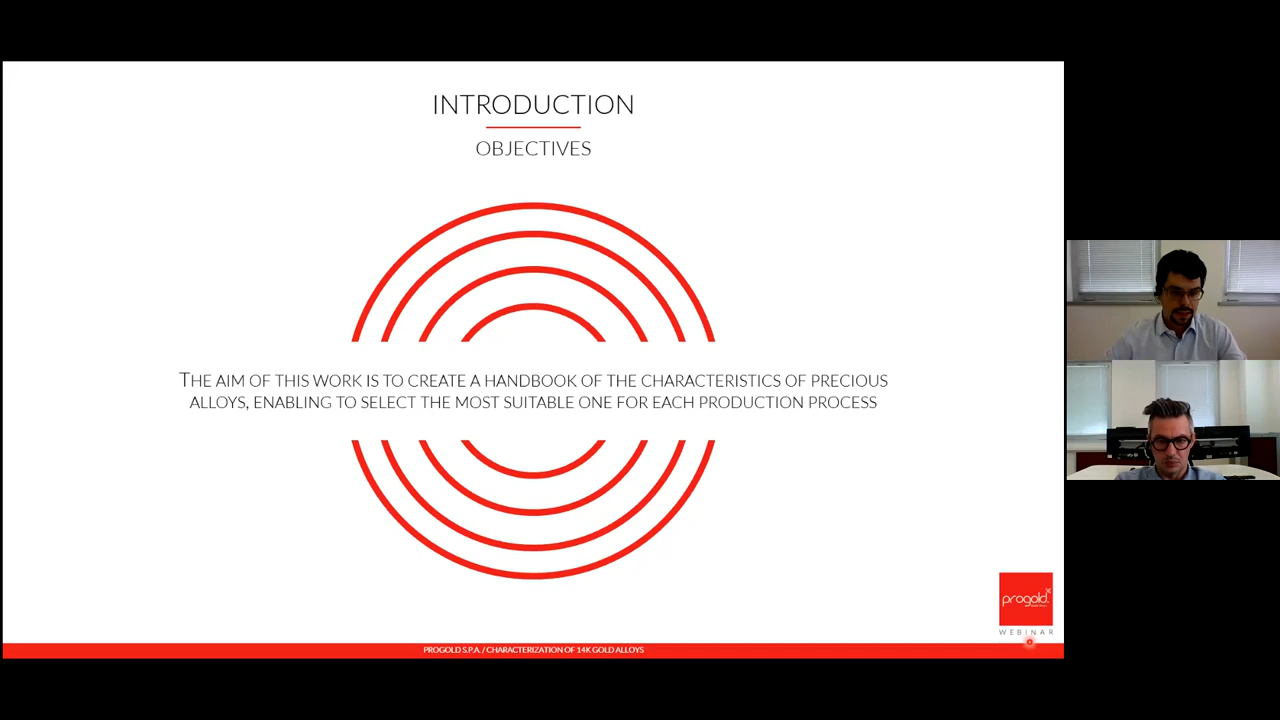 INTRODUCTION
OBJECTIVES
THE AIM OF THIS WORK IS TO CREATE A HANDBOOK OF THE CHARACTERISTICS OF PRECIOUS
ALLOYS, ENABLING TO SELECT THE MOST SUITABLE ONE FOR EACH PRODUCTION PROCESS
progold.
WEBINAR
PROGOLD S.P.A. / CHARACTERIZATION OF 14K GOLD ALLOYS